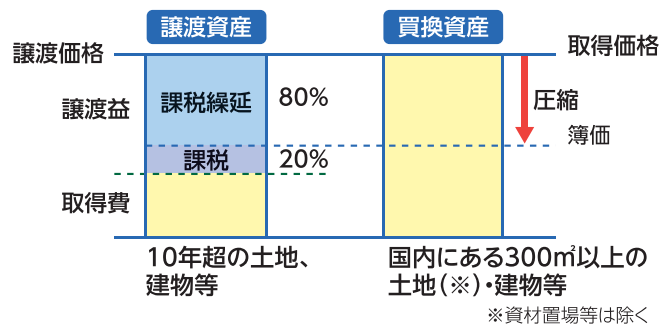 譲渡資産
買換資産
譲渡価格
取得価格
譲渡益
課税繰延
80%
圧縮
簿価
課税
20%
取得費
10年超の土地、
建物等
国内にある300㎡以上の
土地(※)・建物等
※資材置場等は除く